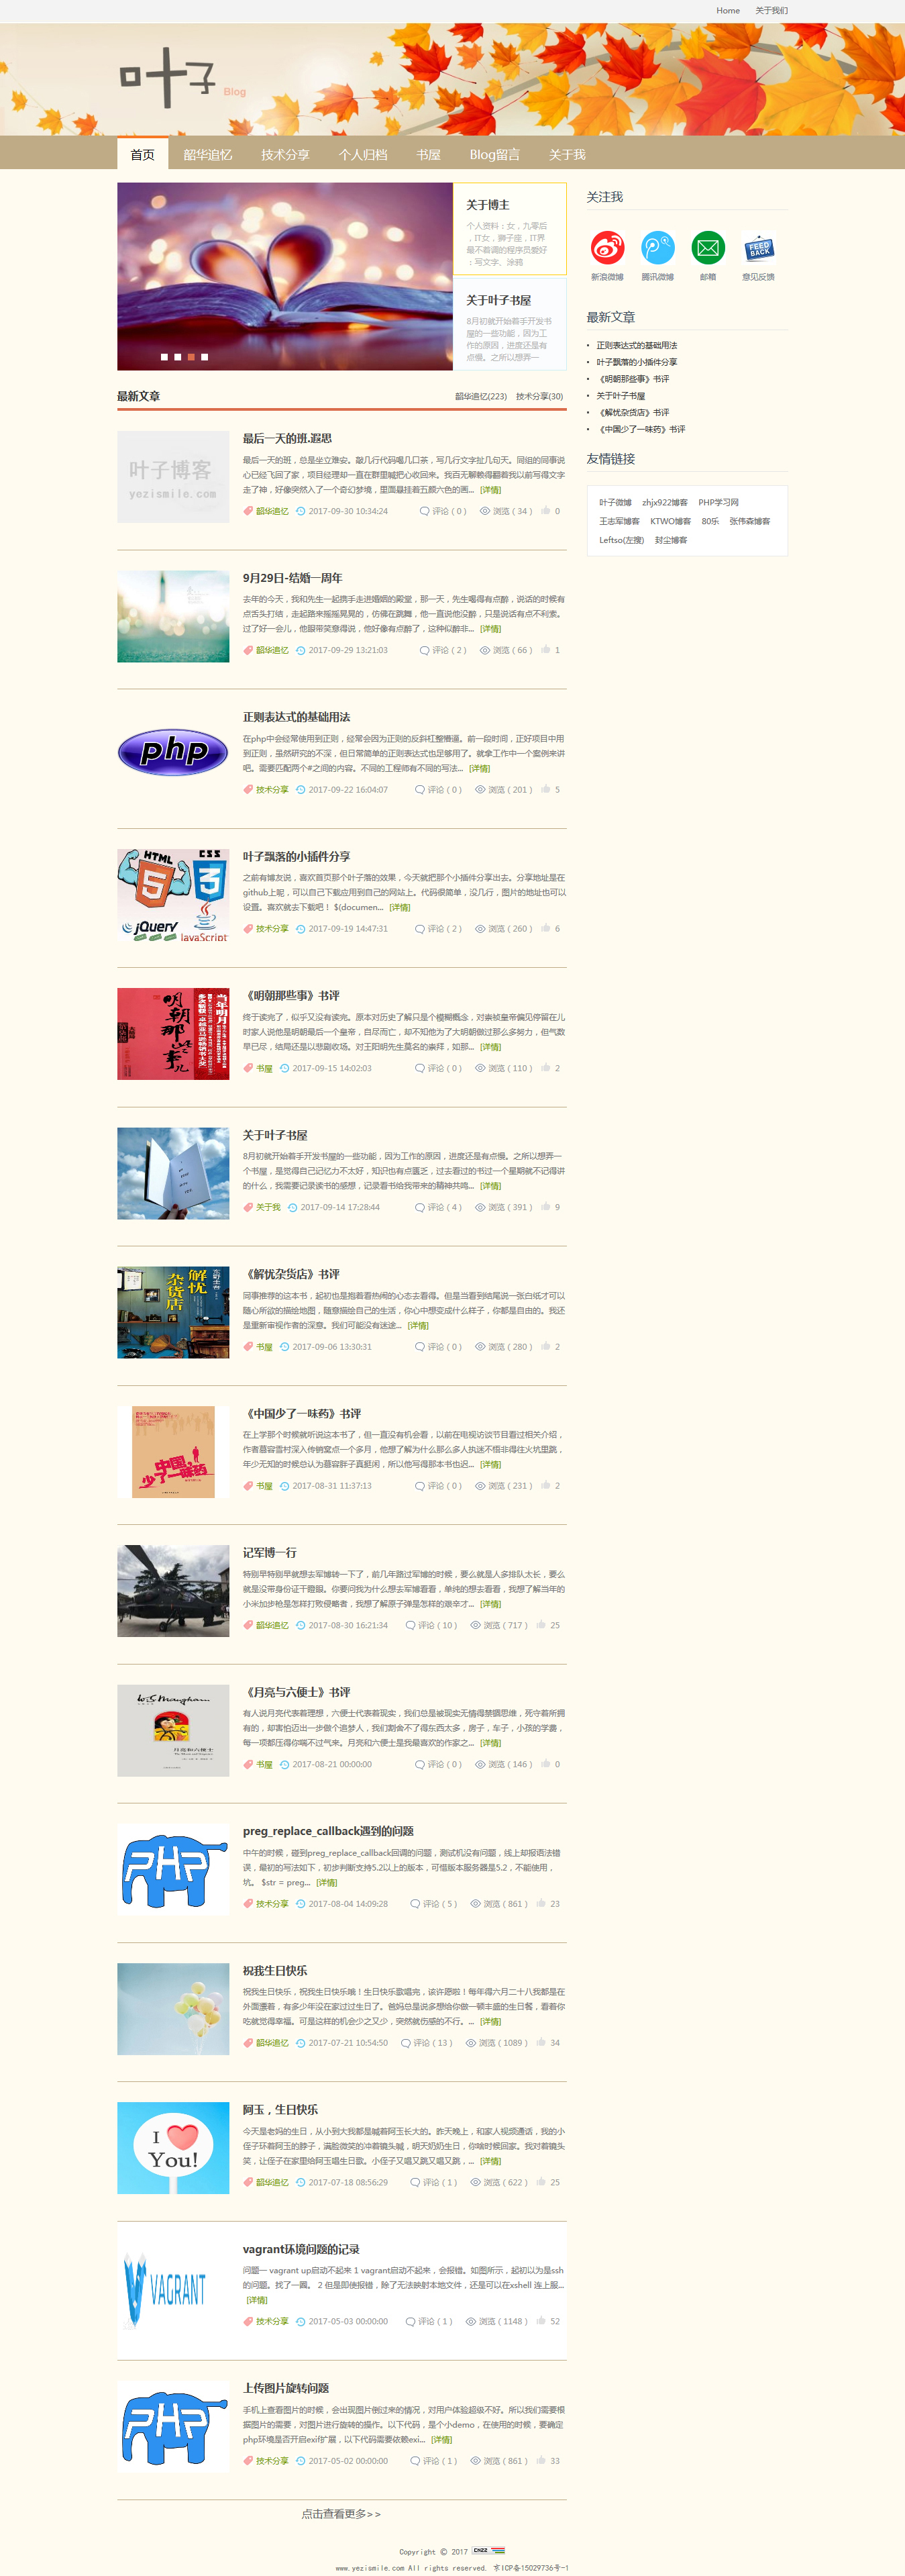 Home 关于我们
叶子 Blog
首页 韶华追忆 技术分享 个人归档 书屋 Blog留言 关于我
关于博主
个人资料:女,九零后
,IT女,狮子座,IT界
最不着调的程序员爱好
:写文字、涂鸦
关于叶子书屋
8月初就开始着手开发书
屋的一些功能,因为工
作的原因,进度还是有
点慢。之所以想弄一
关注我
新浪微博 腾讯微博 邮箱 意见反馈
最新文章
• 正则表达式的基础用法
• 叶子飘落的小插件分享
• 《明朝那些事》书评
• 关于叶子书屋
• 《解忧杂货店》书评
• 《中国少了一味药》书评
友情链接
叶子微博 zhjx922博客 PHP学习网
王志军博客 KTWO博客 80乐 张伟森博客
Leftso(左搜) 封尘博客
最新文章 韶华追忆(223) 技术分享(30)
叶子博客
yezismile.com
最后一天的班.遐思
最后一天的班,总是坐立难安。敲几行代码喝几口茶,写几行文字扯几句天。同组的同事说
心已经飞回了家,项目经理却一直在群里喊把心收回来。我百无聊赖得翻着我以前写得文字
走了神,好像突然入了一个奇幻梦境,里面悬挂着五颜六色的画... [详情]
韶华追忆 2017-09-30 10:34:24 评论 ( 0 ) 浏览 ( 34 ) 0
9月29日-结婚一周年
去年的今天,我和先生一起携手走进婚姻的殿堂,那一天,先生喝得有点醉,说话的时候有
点舌头打结,走起路来摇摇晃晃的,仿佛在跳舞,他一直说他没醉,只是说话有点不利索。
过了好一会儿,他眼带笑意得说,他好像有点醉了,这种似醉非... [详情]
韶华追忆 2017-09-29 13:21:03 评论 ( 2 ) 浏览 ( 66 ) 1
php
正则表达式的基础用法
在php中会经常使用到正则,经常会因为正则的反斜杠整懵逼。前一段时间,正好项目中用
到正则,虽然研究的不深,但日常简单的正则表达式也足够用了。就拿工作中一个案例来讲
吧。需要匹配两个#之间的内容。不同的工程师有不同的写法... [详情]
技术分享 2017-09-22 16:04:07 评论 ( 0 ) 浏览 ( 201 ) 5
HTML CSS
5 3
jQuery JavaScript
叶子飘落的小插件分享
之前有博友说,喜欢首页那个叶子落的效果,今天就把那个小插件分享出去。分享地址是在
github上呢,可以自己下载应用到自己的网站上。代码很简单,没几行,图片的地址也可以
设置。喜欢就去下载吧! $(documen... [详情]
技术分享 2017-09-19 14:47:31 评论 ( 2 ) 浏览 ( 260 ) 6
明朝那些事儿
《明朝那些事》书评
终于读完了,似乎又没有读完。原本对历史了解只是个模糊概念,对崇祯皇帝偏见停留在儿
时家人说他是明朝最后一个皇帝,自尽而亡,却不知他为了大明朝做过那么多努力,但气数
早已尽,结局还是以悲剧收场。对王阳明先生莫名的崇拜,如那... [详情]
书屋 2017-09-15 14:02:03 评论 ( 0 ) 浏览 ( 110 ) 2
关于叶子书屋
8月初就开始着手开发书屋的一些功能,因为工作的原因,进度还是有点慢。之所以想弄一
个书屋,是觉得自己记忆力不太好,知识也有点匮乏,过去看过的书过一个星期就不记得讲
的什么,我需要记录读书的感想,记录看书给我带来的精神共鸣... [详情]
关于我 2017-09-14 17:28:44 评论 ( 4 ) 浏览 ( 391 ) 9
解忧杂货店
《解忧杂货店》书评
同事推荐的这本书,起初也是抱着看热闹的心态去看得。但是当看到结尾说一张白纸才可以
随心所欲的描绘地图,随意描绘自己的生活,你心中想变成什么样子,你都是自由的。我还
是重新审视作者的深意。我们可能没有迷途... [详情]
书屋 2017-09-06 13:30:31 评论 ( 0 ) 浏览 ( 280 ) 2
中国,少了一味药
《中国少了一味药》书评
在上学那个时候就听说这本书了,但一直没有机会看,以前在电视访谈节目看过相关介绍,
作者慕容雪村深入传销窝点一个多月,他想了解为什么那么多人执迷不悟非得往火坑里跳,
年少无知的时候总认为慕容胖子真挺闲,所以他写得那本书也迟... [详情]
书屋 2017-08-31 11:37:13 评论 ( 0 ) 浏览 ( 231 ) 2
记军博一行
特别早特别早就想去军博转一下了,前几年路过军博的时候,要么就是人多排队太长,要么
就是没带身份证干瞪眼。你要问我为什么想去军博看看,单纯的想去看看,我想了解当年的
小米加步枪是怎样打败侵略者,我想了解原子弹是怎样的艰辛才... [详情]
韶华追忆 2017-08-30 16:21:34 评论 ( 10 ) 浏览 ( 717 ) 25
月亮和六便士
《月亮与六便士》书评
有人说月亮代表着理想,六便士代表着现实,我们总是被现实无情得禁锢思维,死守着所拥
有的,却害怕迈出一步做个追梦人,我们割舍不了得东西太多,房子,车子,小孩的学费,
每一项都压得你喘不过气来。月亮和六便士是我最喜欢的作家之... [详情]
书屋 2017-08-21 00:00:00 评论 ( 0 ) 浏览 ( 146 ) 0
PHP
preg_replace_callback遇到的问题
中午的时候,碰到preg_replace_callback回调的问题,测试机没有问题,线上却报语法错
误,最初的写法如下,初步判断支持5.2以上的版本,可惜版本服务器是5.2,不能使用,
坑。 $str = preg... [详情]
技术分享 2017-08-04 14:09:28 评论 ( 5 ) 浏览 ( 861 ) 23
祝我生日快乐
祝我生日快乐,祝我生日快乐哦!生日快乐歌唱完,该许愿啦!每年得六月二十八我都是在
外面漂着,有多少年没在家过过生日了。爸妈总是说多想给你做一顿丰盛的生日餐,看着你
吃就觉得幸福。可是这样的机会少之又少,突然就伤感的不行。... [详情]
韶华追忆 2017-07-21 10:54:50 评论 ( 13 ) 浏览 ( 1089 ) 34
I
You!
阿玉,生日快乐
今天是老妈的生日,从小到大我都是喊着阿玉长大的。昨天晚上,和家人视频通话,我的小
侄子环着阿玉的脖子,满脸微笑的冲着镜头喊,明天奶奶生日,你啥时候回家。我对着镜头
笑,让侄子在家里给阿玉唱生日歌。小侄子又唱又跳又唱又跳,... [详情]
韶华追忆 2017-07-18 08:56:29 评论 ( 1 ) 浏览 ( 622 ) 25
VAGRANT
vagrant环境问题的记录
问题一 vagrant up启动不起来 1 vagrant启动不起来,会报错。如图所示,起初以为是ssh
的问题。找了一圈。 2 但是即使报错,除了无法映射本地文件,还是可以在xshell 连上服...
[详情]
技术分享 2017-05-03 00:00:00 评论 ( 1 ) 浏览 ( 1148 ) 52
PHP
上传图片旋转问题
手机上查看图片的时候,会出现图片倒过来的情况,对用户体验超级不好。所以我们需要根
据图片的需要,对图片进行旋转的操作。以下代码,是个小demo,在使用的时候,要确定
php环境是否开启exif扩展,以下代码需要依赖exi... [详情]
技术分享 2017-05-02 00:00:00 评论 ( 1 ) 浏览 ( 861 ) 33
点击查看更多>>
Copyright © 2017 CNZZ
www.yezismile.com All rights reserved. 京ICP备15029736号-1